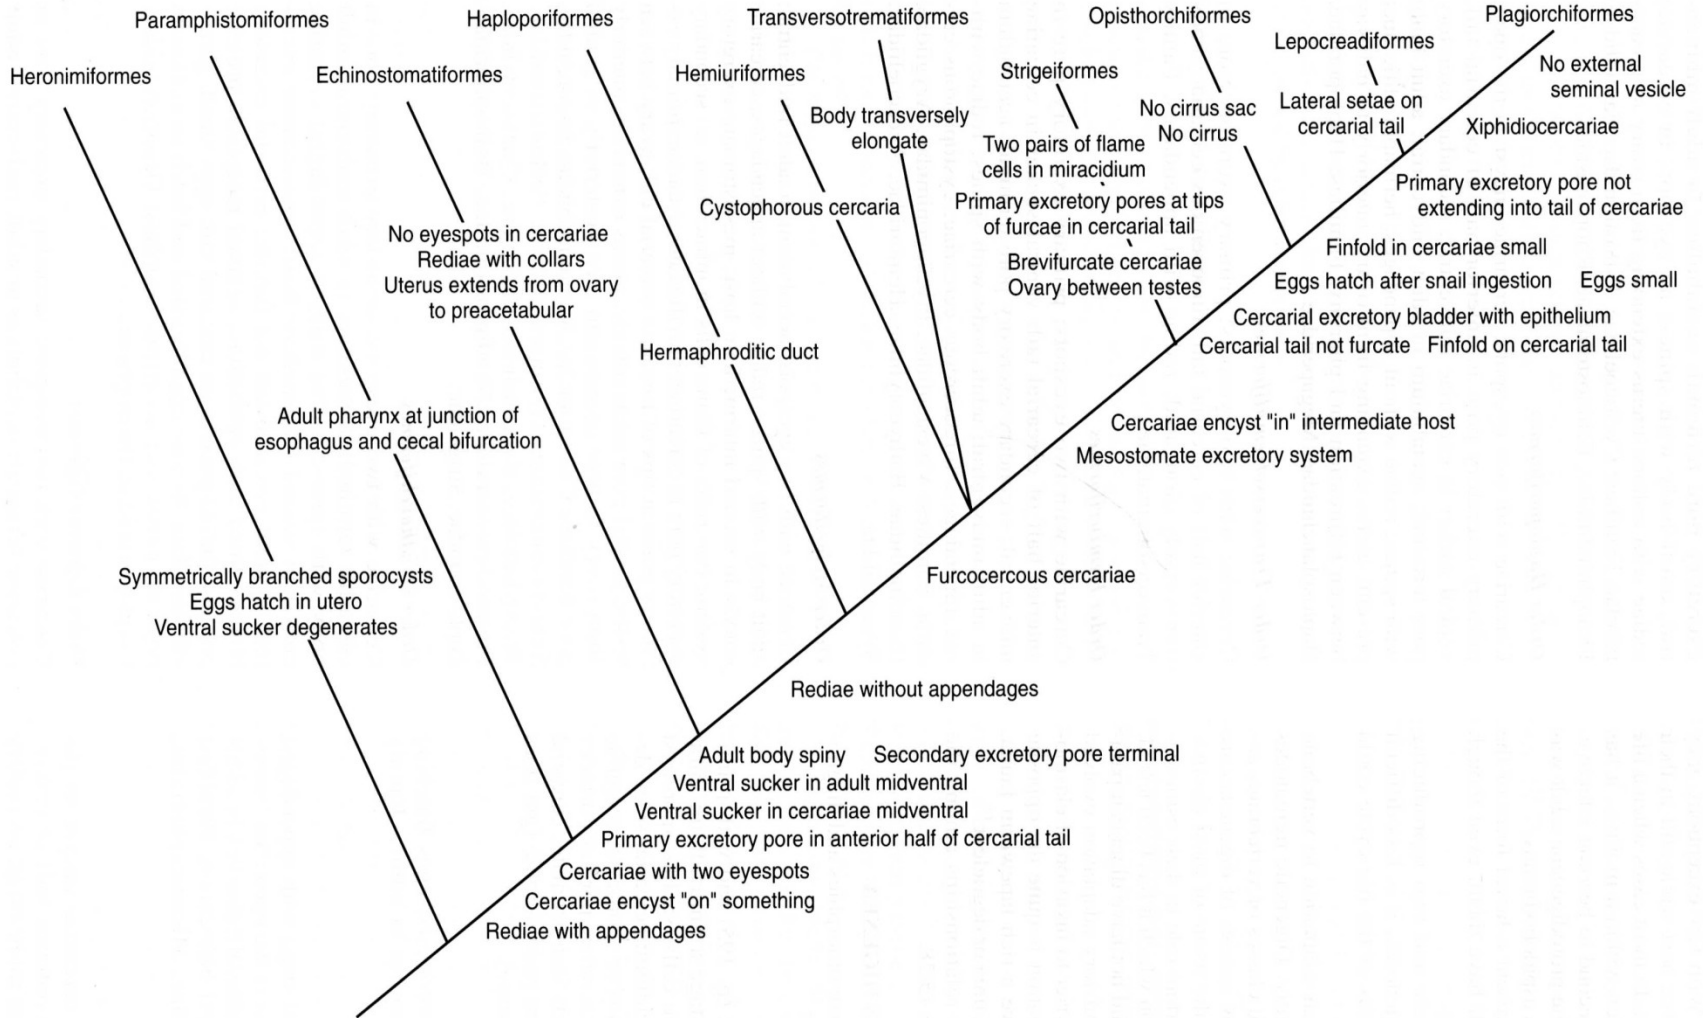 Paramphistomiformes
Haploporiformes
Transversotrematiformes
Opisthorchiformes
Plagiorchiformes
Heronimiformes
Echinostomatiformes
Hemiuriformes
Strigeiformes
Lepocreadiformes
No external
seminal vesicle
Body transversely
elongate
No cirrus sac
No cirrus
Lateral setae on
cercarial tail
Xiphidiocercariae
Two pairs of flame
cells in miracidium
Cystophorous cercaria
Primary excretory pores at tips
of furcae in cercarial tail
Primary excretory pore not
extending into tail of cercariae
No eyespots in cercariae
Rediae with collars
Uterus extends from ovary
to preacetabular
Brevifurcate cercariae
Ovary between testes
Finfold in cercariae small
Eggs hatch after snail ingestion Eggs small
Cercarial excretory bladder with epithelium
Cercarial tail not furcate Finfold on cercarial tail
Hermaphroditic duct
Adult pharynx at junction of
esophagus and cecal bifurcation
Cercariae encyst "in" intermediate host
Mesostomate excretory system
Symmetrically branched sporocysts
Eggs hatch in utero
Ventral sucker degenerates
Furcocercous cercariae
Rediae without appendages
Adult body spiny Secondary excretory pore terminal
Ventral sucker in adult midventral
Ventral sucker in cercariae midventral
Primary excretory pore in anterior half of cercarial tail
Cercariae with two eyespots
Cercariae encyst "on" something
Rediae with appendages